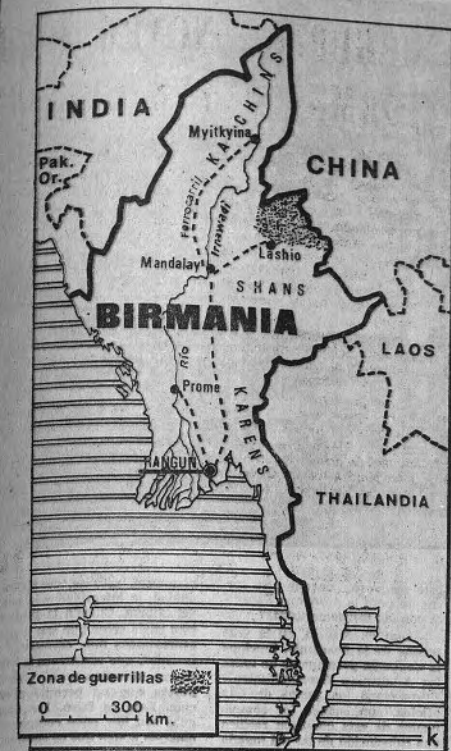 INDIA
KACHINS
Myitkyina
Pak.
Or.
CHINA
Ferrocarril
Irrawadi
Mandalay
Lashio
SHANS
BIRMANIA
LAOS
Río
Prome
KARENS
RANGUN
THAILANDIA
Zona de guerrillas
0 300
km.
k